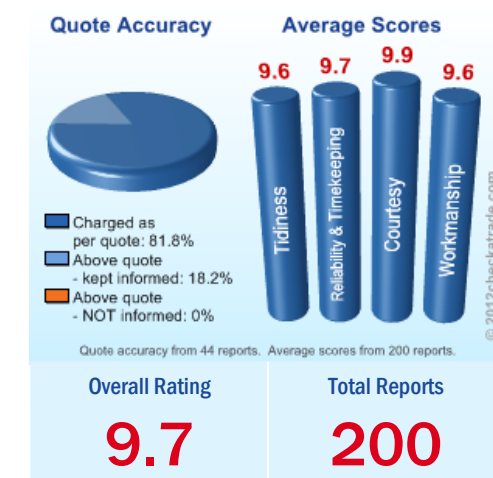 Quote Accuracy
Average Scores
9.6
9.7
9.9
9.6
Tidiness
Reliability & Timekeeping
Courtesy
Workmanship
Charged as
per quote: 81.8%
Above quote
- kept informed: 18.2%
Above quote
- NOT informed: 0%
© 2012checkatrade.com
Quote accuracy from 44 reports. Average scores from 200 reports.
Overall Rating
9.7
Total Reports
200